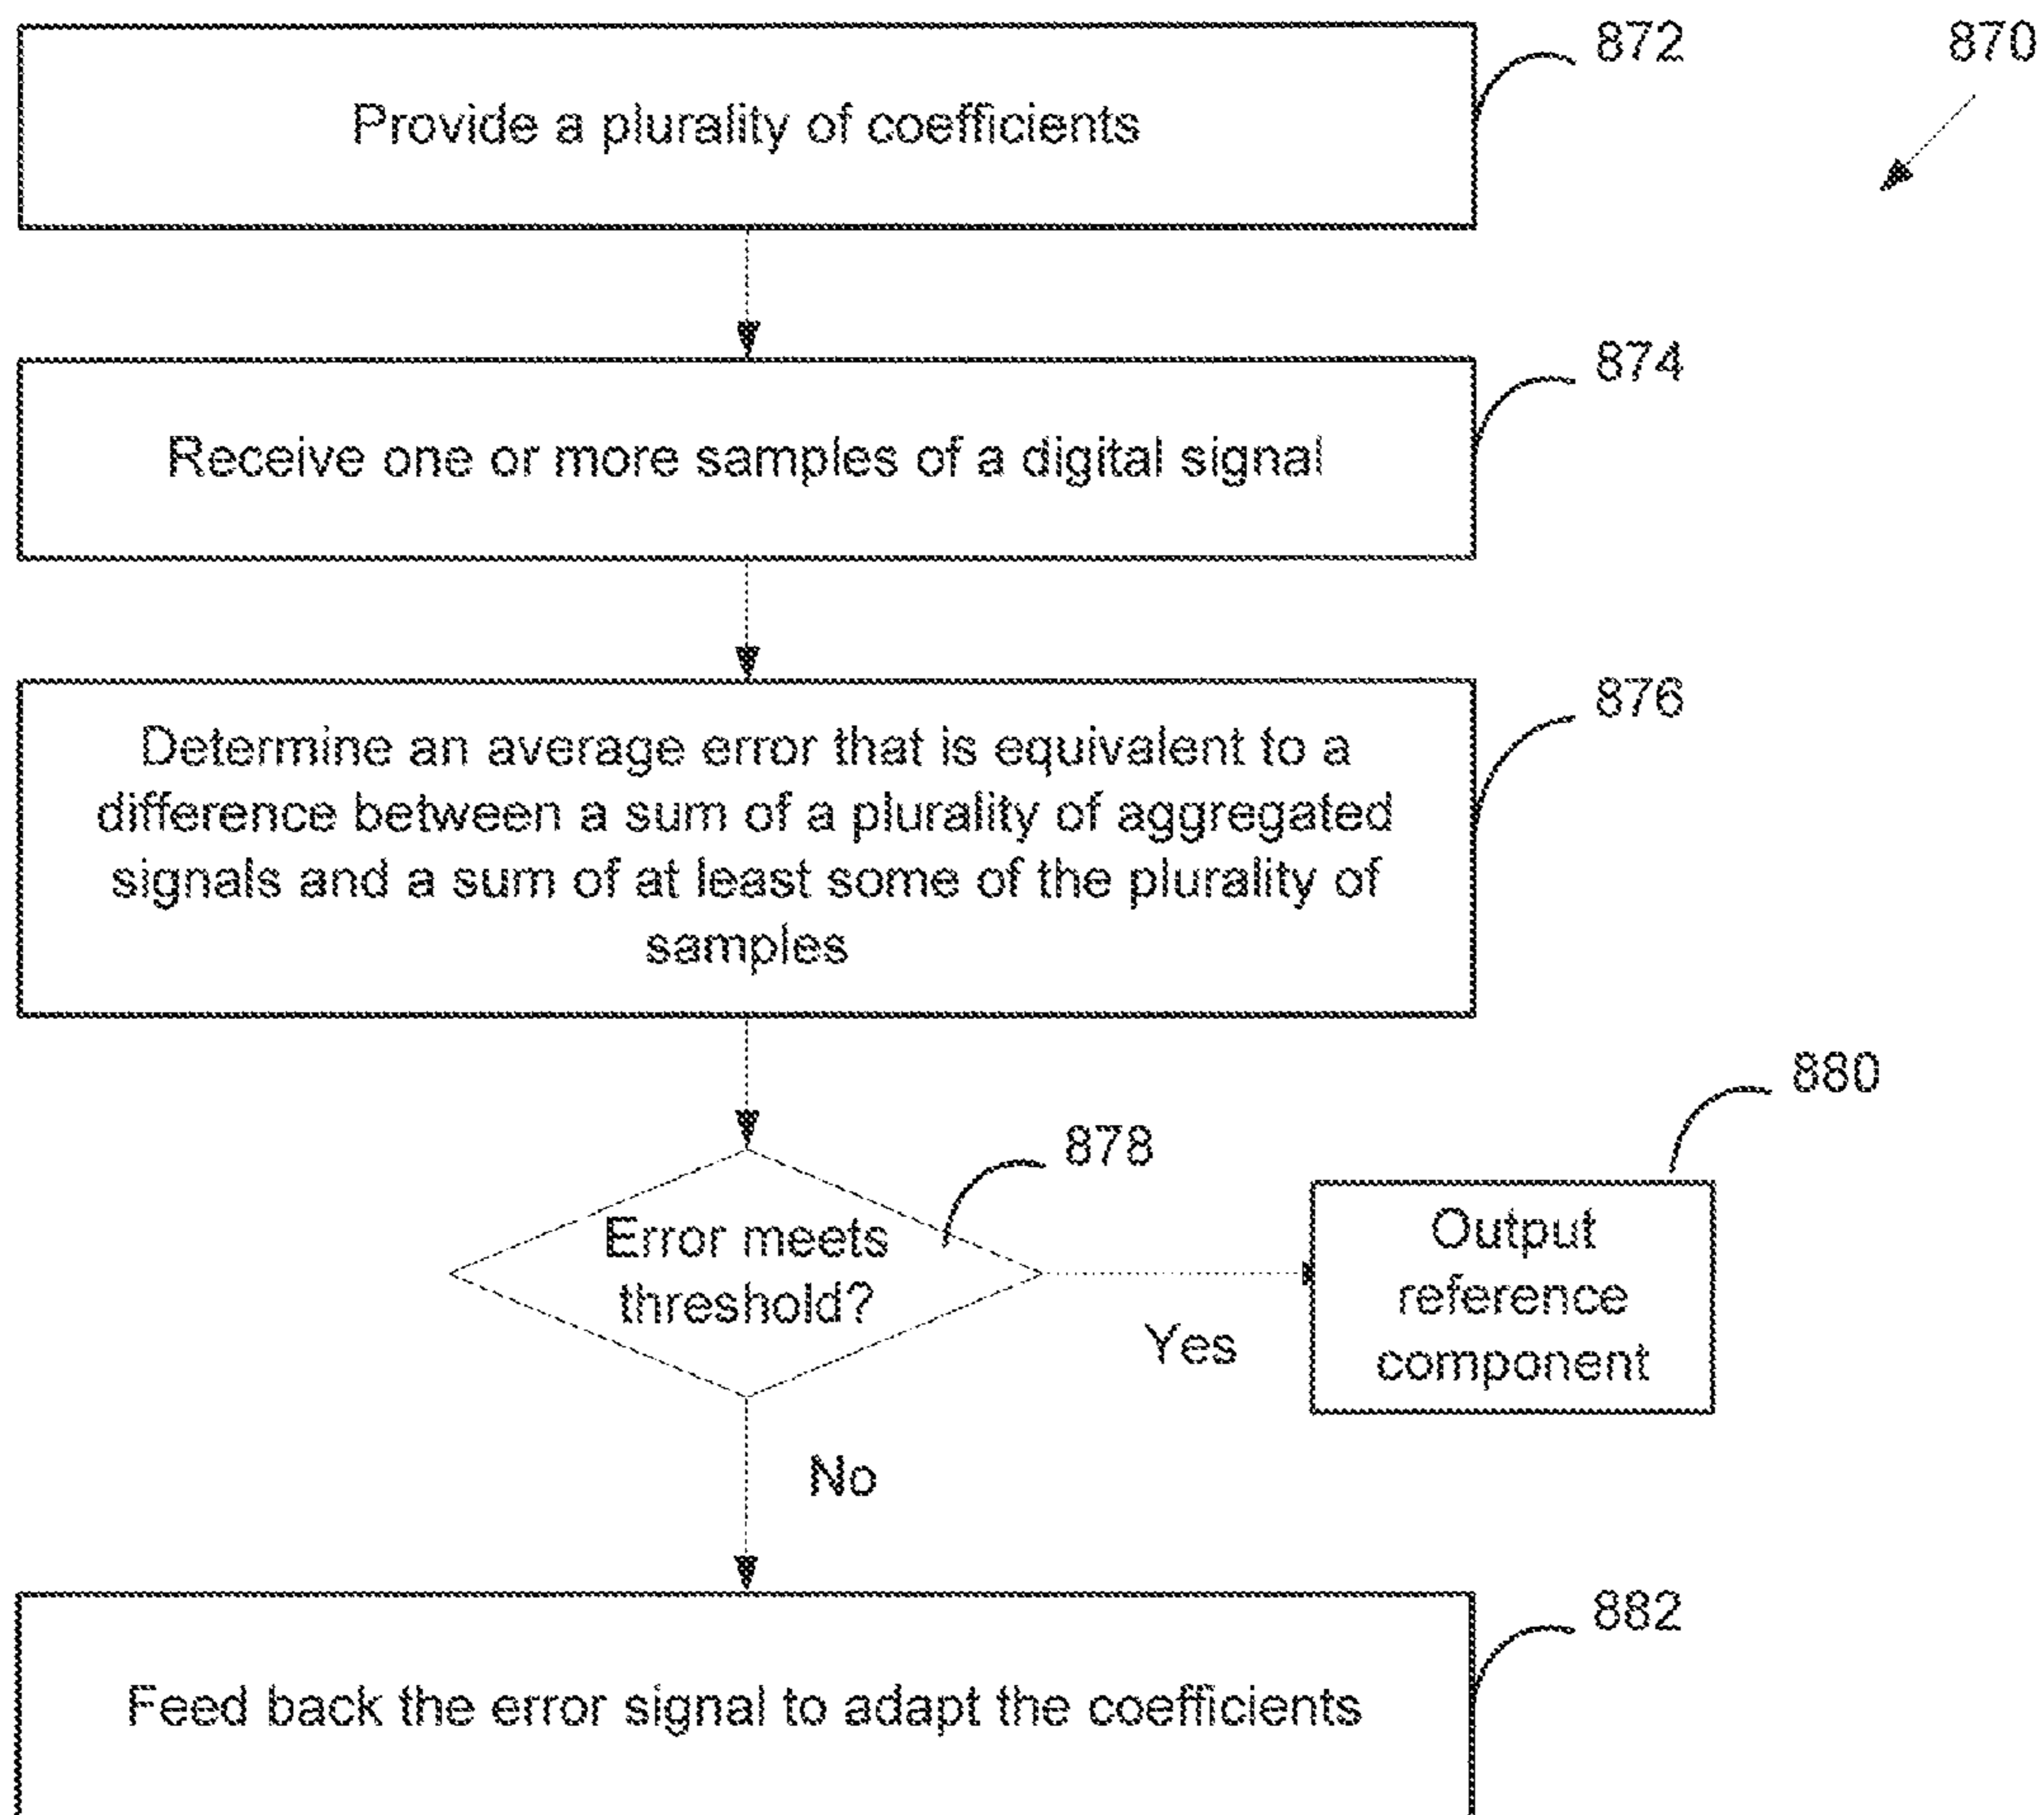 872
870
Provide a plurality of coefficients
874
Receive one or more samples of a digital signal
876
Determine an average error that is equivalent to a
difference between a sum of a plurality of aggregated
signals and a sum of at least some of the plurality of
samples
880
878
Error meets
threshold?
Output
reference
component
Yes
No
882
Feed back the error signal to adapt the coefficients